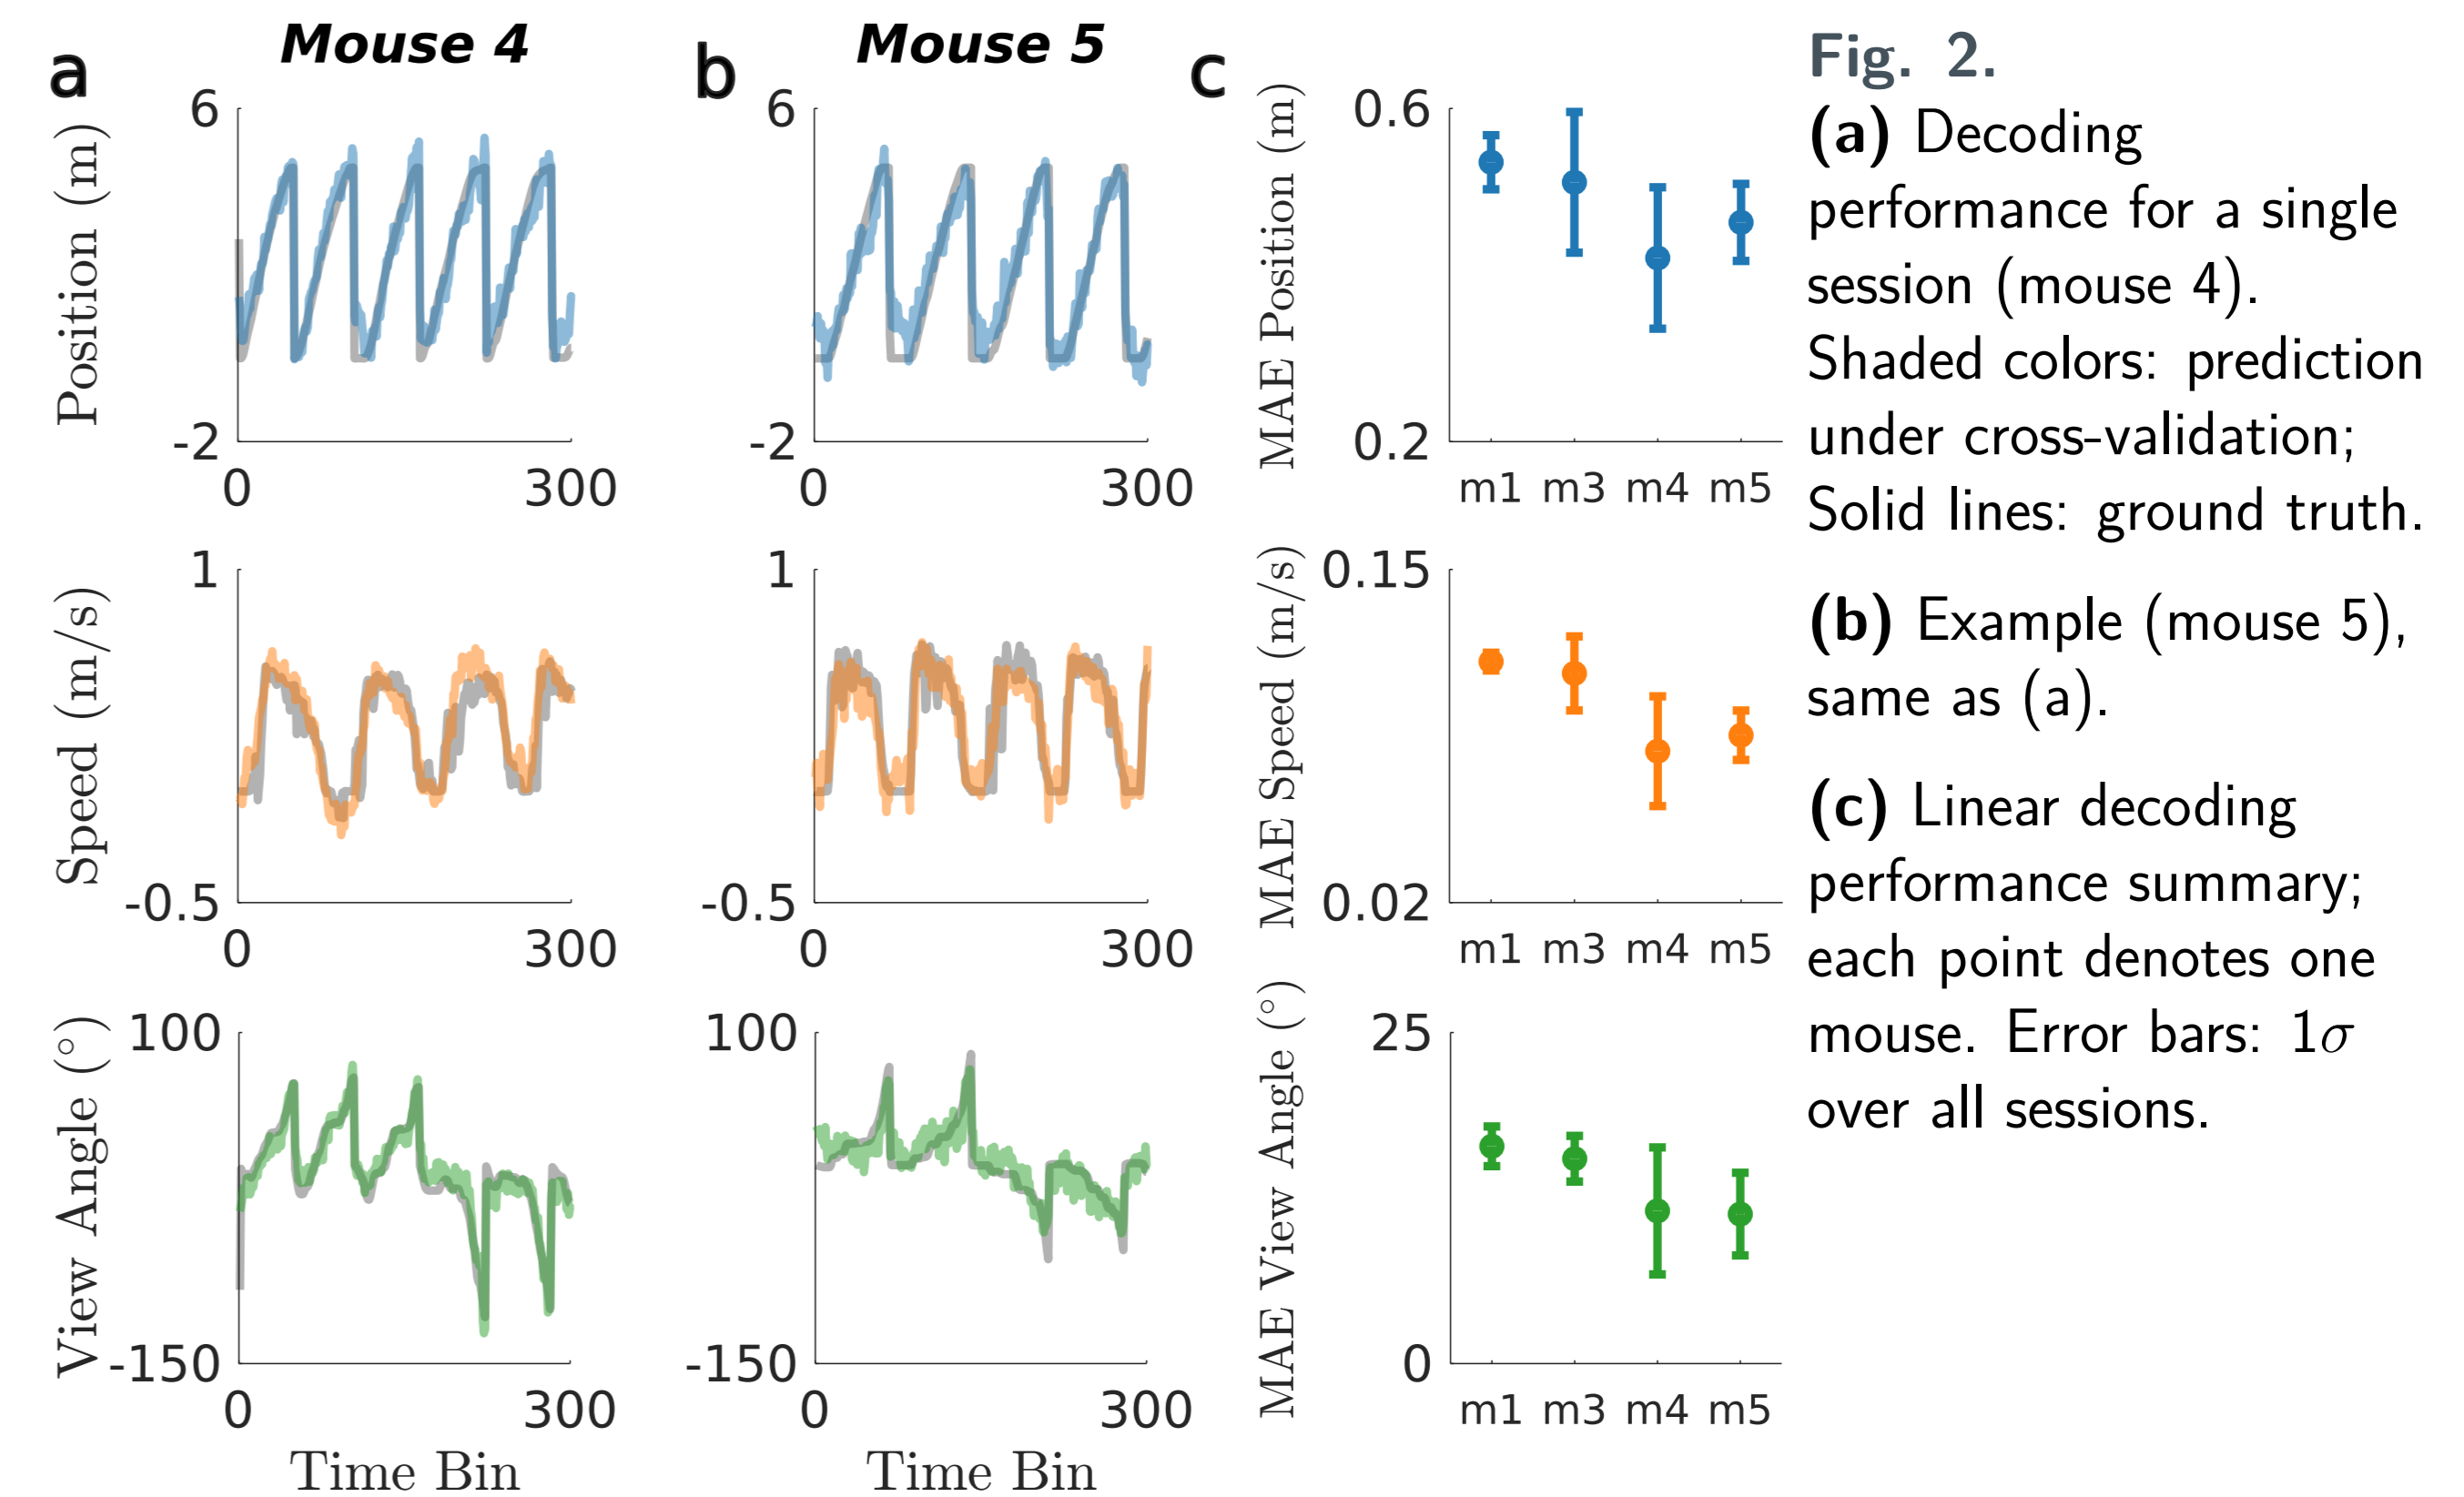 a
Mouse 4
Position (m)
6
-2
0
300
Speed (m/s)
1
-0.5
0
300
View Angle (°)
100
-150
0
300
Time Bin
b
Mouse 5
6
-2
0
300
1
-0.5
0
300
100
-150
0
300
Time Bin
c
MAE Position (m)
0.6
0.2
m1 m3 m4 m5
MAE Speed (m/s)
0.15
0.02
m1 m3 m4 m5
MAE View Angle (°)
25
0
m1 m3 m4 m5
Fig. 2.
(a) Decoding
performance for a single
session (mouse 4).
Shaded colors: prediction
under cross-validation;
Solid lines: ground truth.
(b) Example (mouse 5),
same as (a).
(c) Linear decoding
performance summary;
each point denotes one
mouse. Error bars: 1σ
over all sessions.